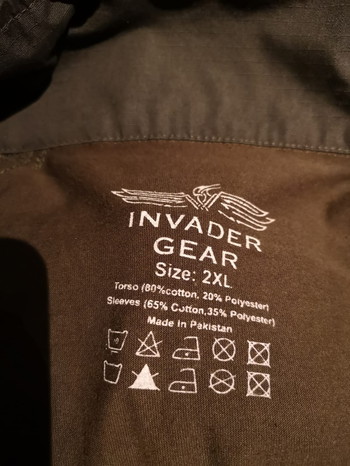 INVADER
GEAR
Size: 2XL
Torso (80%cotton, 20% Polyester)
Sleeves (65% Cotton,35% Polyester)
Made In Pakistan